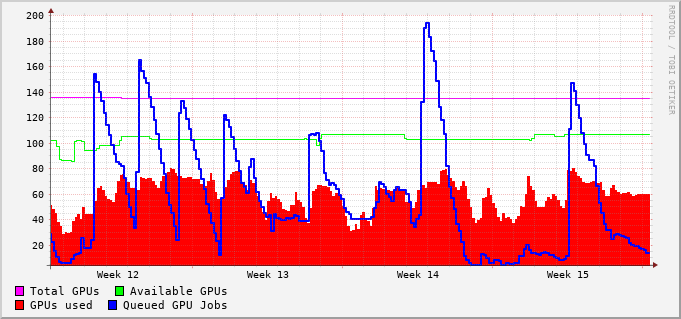 200
180
160
140
120
100
80
60
40
20
Week 12 Week 13 Week 14 Week 15
Total GPUs Available GPUs
GPUs used Queued GPU Jobs
RRDTOOL / TOBI OETIKER